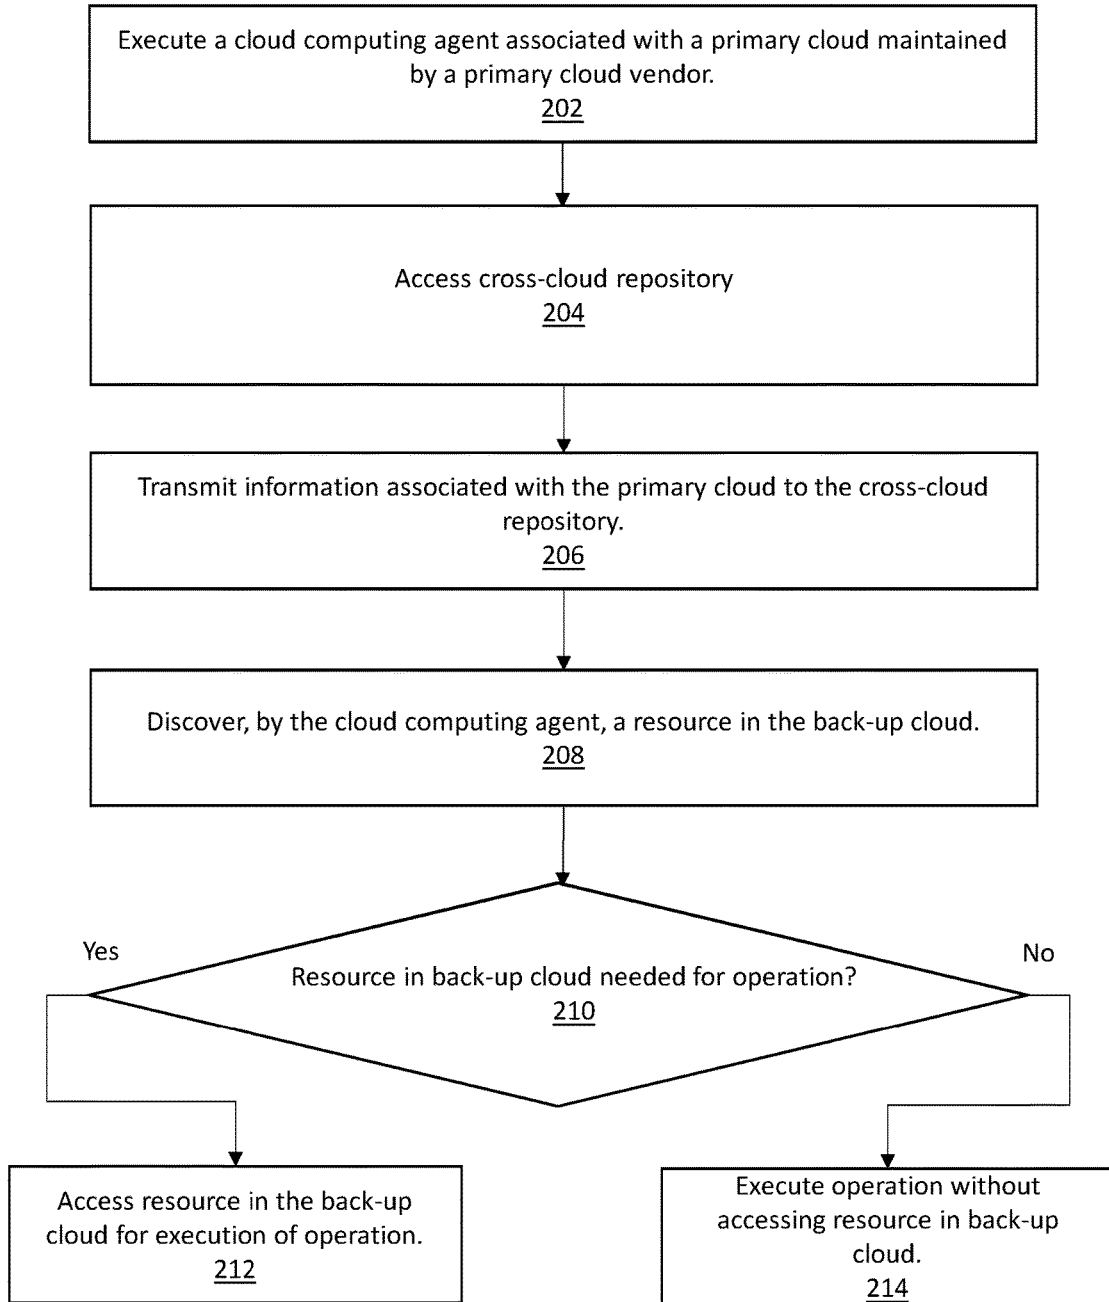 Execute a cloud computing agent associated with a primary cloud maintained
by a primary cloud vendor.
202
Access cross-cloud repository
204
Transmit information associated with the primary cloud to the cross-cloud
repository.
206
Discover, by the cloud computing agent, a resource in the back-up cloud.
208
Yes
No
Resource in back-up cloud needed for operation?
210
Access resource in the back-up
cloud for execution of operation.
212
Execute operation without
accessing resource in back-up
cloud.
214